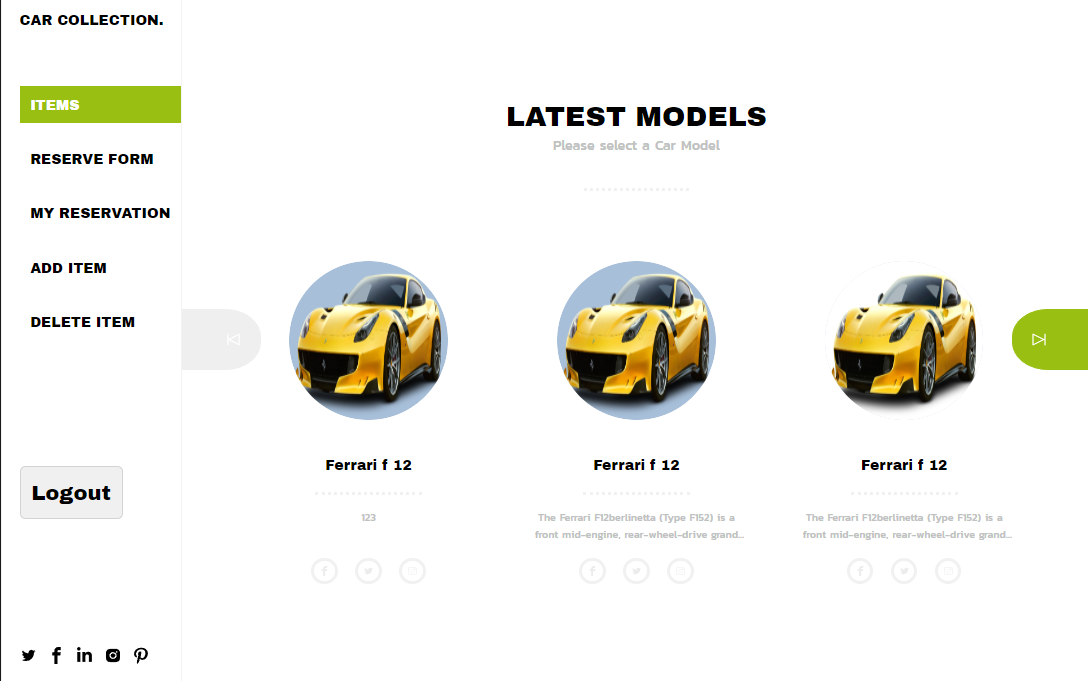 CAR COLLECTION.
ITEMS
RESERVE FORM
MY RESERVATION
ADD ITEM
DELETE ITEM
Logout
LATEST MODELS
Please select a Car Model
Ferrari f 12
123
Ferrari f 12
The Ferrari F12berlinetta (Type F152) is a
front mid-engine, rear-wheel-drive grand...
Ferrari f 12
The Ferrari F12berlinetta (Type F152) is a
front mid-engine, rear-wheel-drive grand...